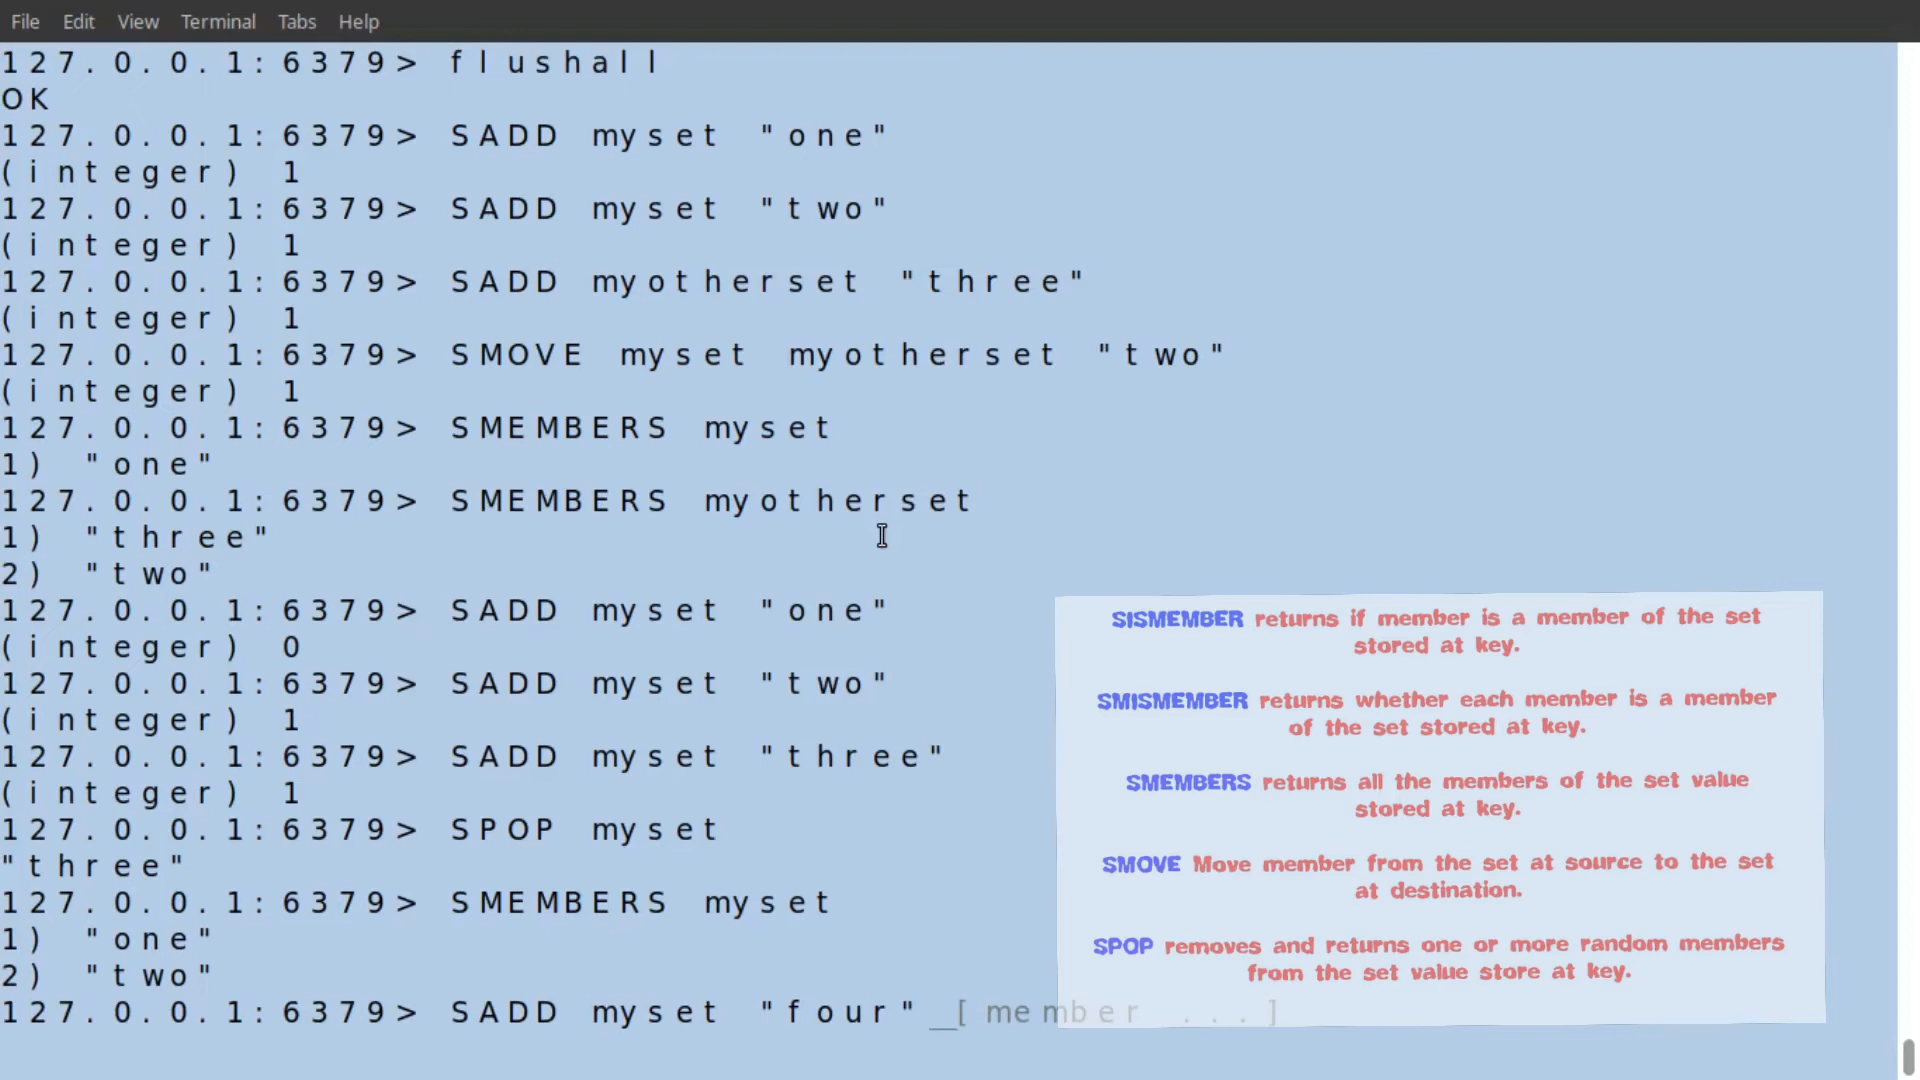 File Edit View Terminal Tabs Help
127.0.0.1:6379> flushall
OK
127.0.0.1:6379> SADD myset "one"
(integer) 1
127.0.0.1:6379> SADD myset "two"
(integer) 1
127.0.0.1:6379> SADD myotherset "three"
(integer) 1
127.0.0.1:6379> SMOVE myset myotherset "two"
(integer) 1
127.0.0.1:6379> SMEMBERS myset
1) "one"
127.0.0.1:6379> SMEMBERS myotherset
1) "three"
2) "two"
127.0.0.1:6379> SADD myset "one"
(integer) 0
127.0.0.1:6379> SADD myset "two"
(integer) 1
127.0.0.1:6379> SADD myset "three"
(integer) 1
127.0.0.1:6379> SPOP myset
"three"
127.0.0.1:6379> SMEMBERS myset
1) "one"
2) "two"
127.0.0.1:6379> SADD myset "four"_[member ...]
SISMEMBER returns if member is a member of the set
stored at key.
SMISMEMBER returns whether each member is a member
of the set stored at key.
SMEMBERS returns all the members of the set value
stored at key.
SMOVE Move member from the set at source to the set
at destination.
SPOP removes and returns one or more random members
from the set value store at key.